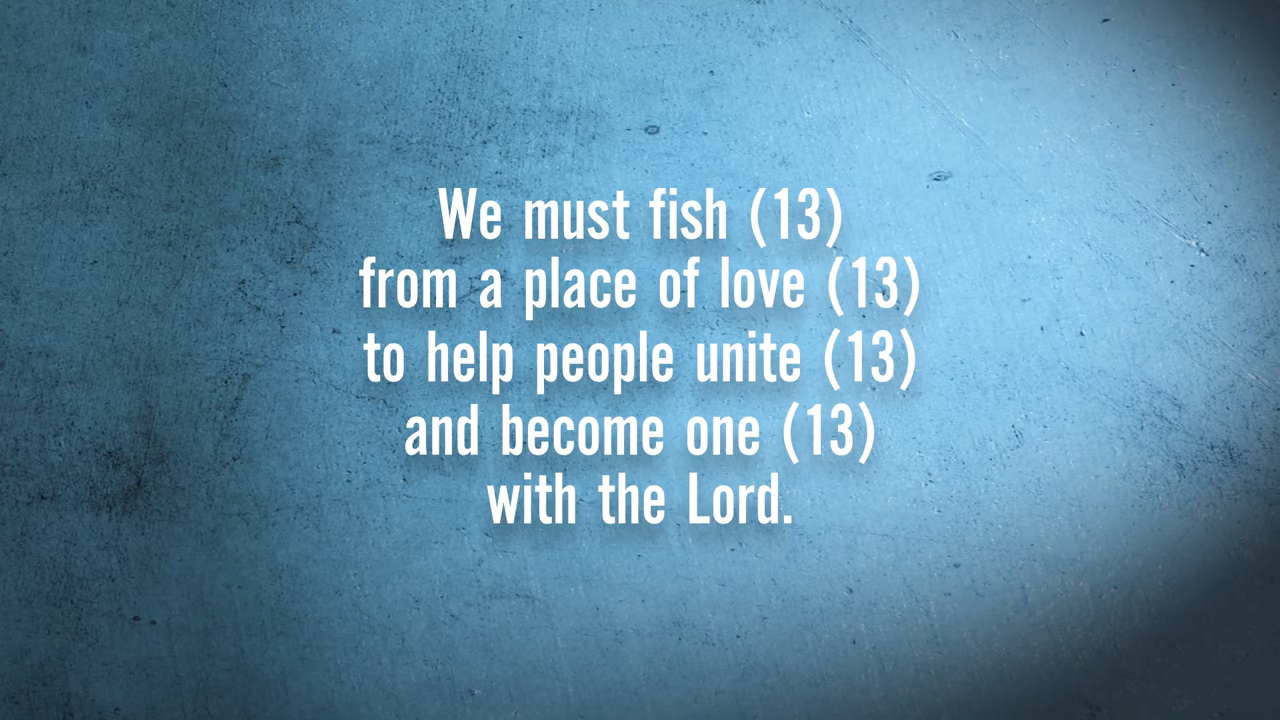 We must fish (13)
from a place of love (13)
to help people unite (13)
and become one (13)
with the Lord.